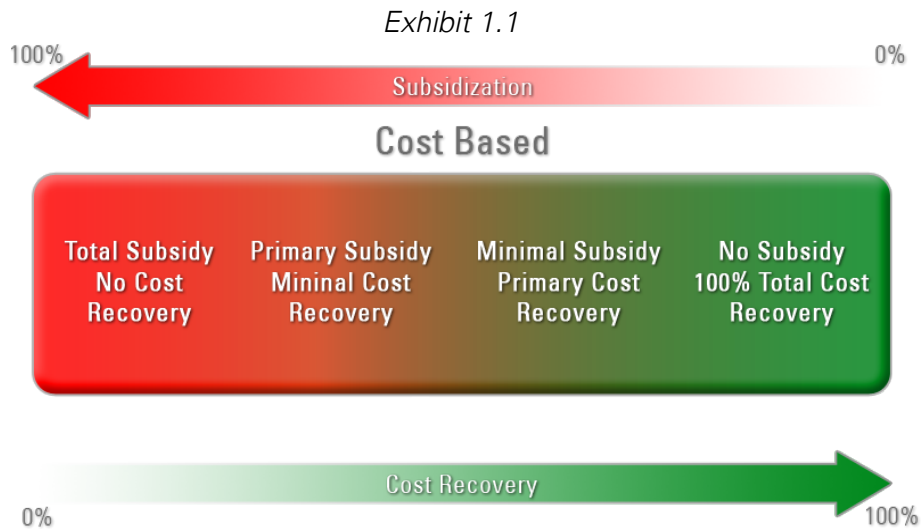 Exhibit 1.1
100%
0%
Subsidization
Cost Based
Total Subsidy
No Cost
Recovery
Primary Subsidy
Mininal Cost
Recovery
Minimal Subsidy
Primary Cost
Recovery
No Subsidy
100% Total Cost
Recovery
Cost Recovery
0%
100%